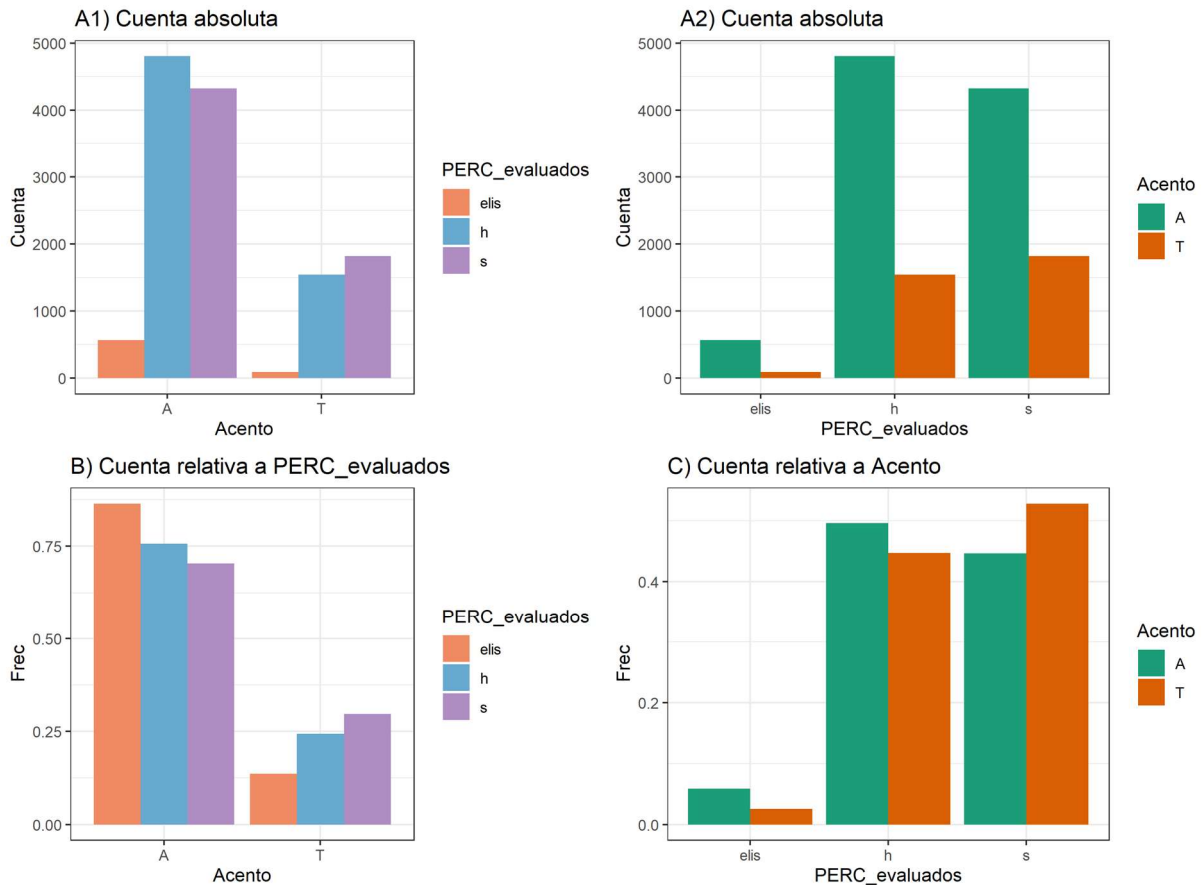 A1) Cuenta absoluta
5000
4000
3000
2000
1000
0
Cuenta
A
T
Acento
PERC_evaluados
elis
h
s
A2) Cuenta absoluta
5000
4000
3000
2000
1000
0
Cuenta
elis
h
s
PERC_evaluados
Acento
A
T
B) Cuenta relativa a PERC_evaluados
0.75
0.50
0.25
0.00
Frec
A
T
Acento
PERC_evaluados
elis
h
s
C) Cuenta relativa a Acento
0.4
0.2
0.0
Frec
elis
h
s
PERC_evaluados
Acento
A
T